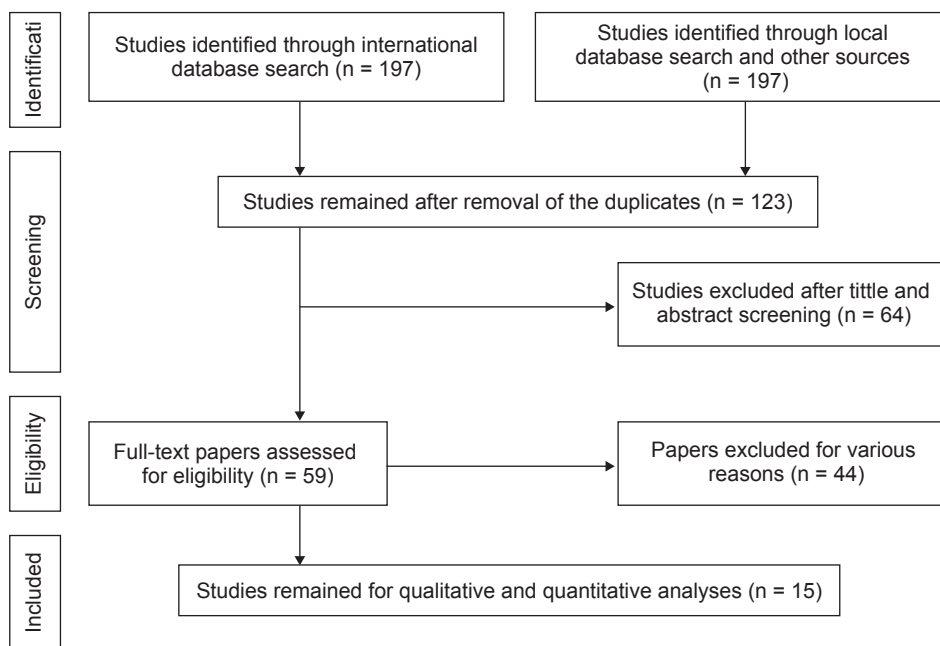 Identificati
Studies identified through international
database search (n = 197)
Studies identified through local
database search and other sources
(n = 197)
Screening
Studies remained after removal of the duplicates (n = 123)
Studies excluded after tittle and
abstract screening (n = 64)
Eligibility
Full-text papers assessed
for eligibility (n = 59)
Papers excluded for various
reasons (n = 44)
Included
Studies remained for qualitative and quantitative analyses (n = 15)